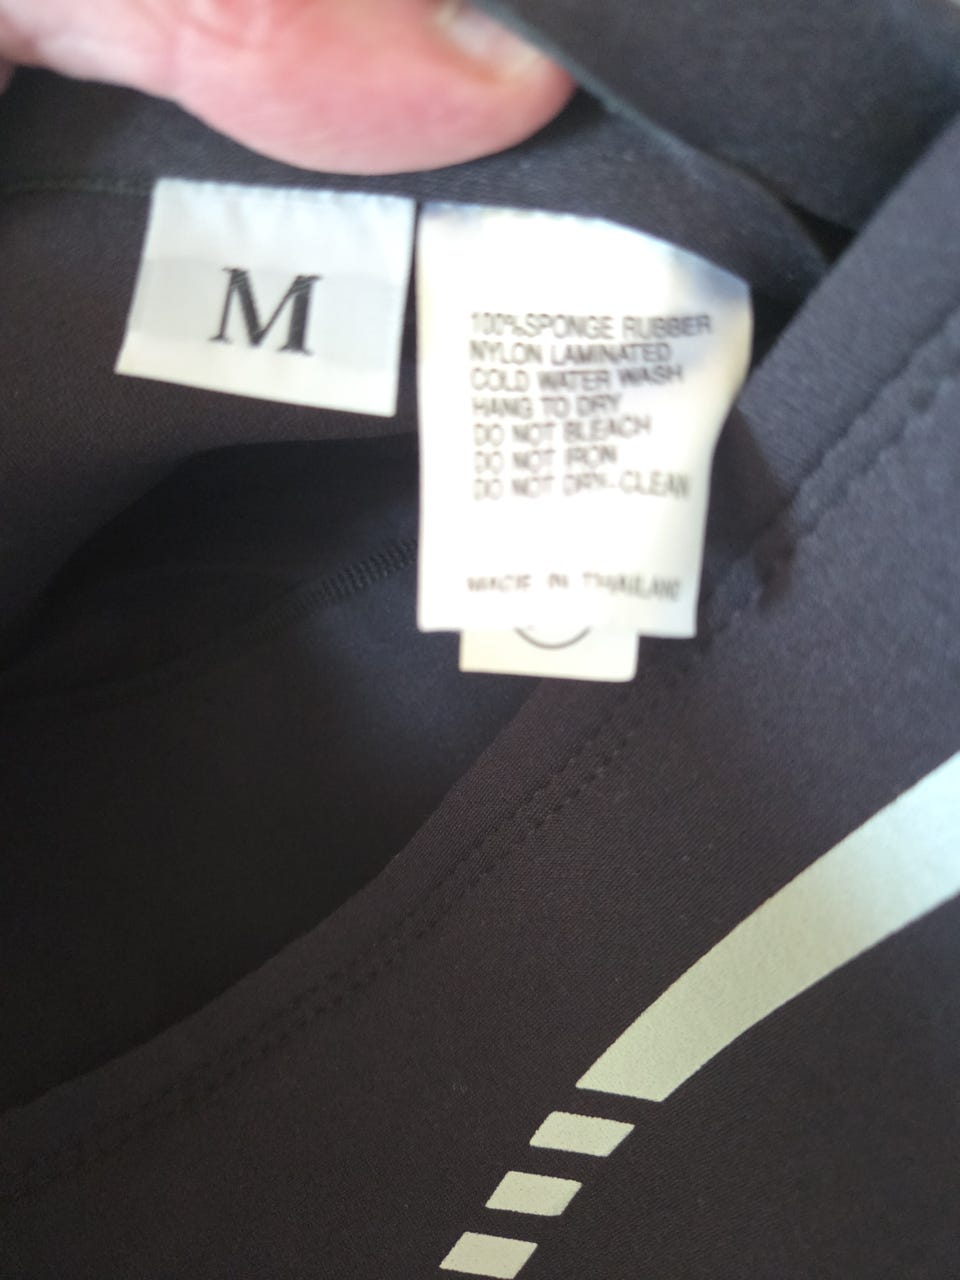 M
100%SPONGE RUBBER
NYLON LAMINATED
COLD WATER WASH
HANG TO DRY
DO NOT BLEACH
DO NOT IRON
DO NOT DRY-CLEAN
MADE IN THAILAND